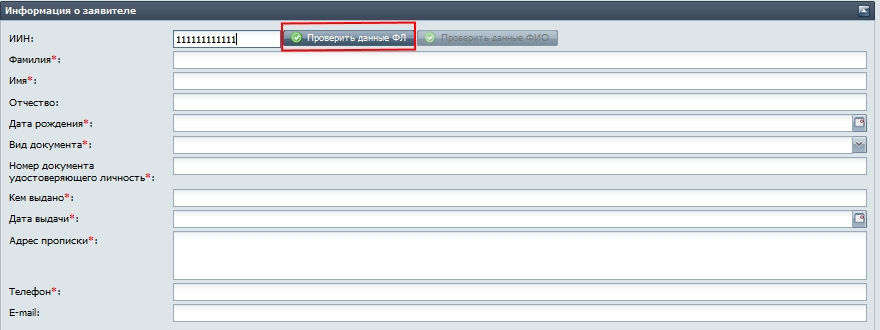 Информация о заявителе
ИИН: 111111111111 Проверить данные ФЛ Проверить данные ФИО
Фамилия*:
Имя*:
Отчество:
Дата рождения*:
Вид документа*:
Номер документа
удостоверяющего личность*:
Кем выдано*:
Дата выдачи*:
Адрес прописки*:
Телефон*:
E-mail: